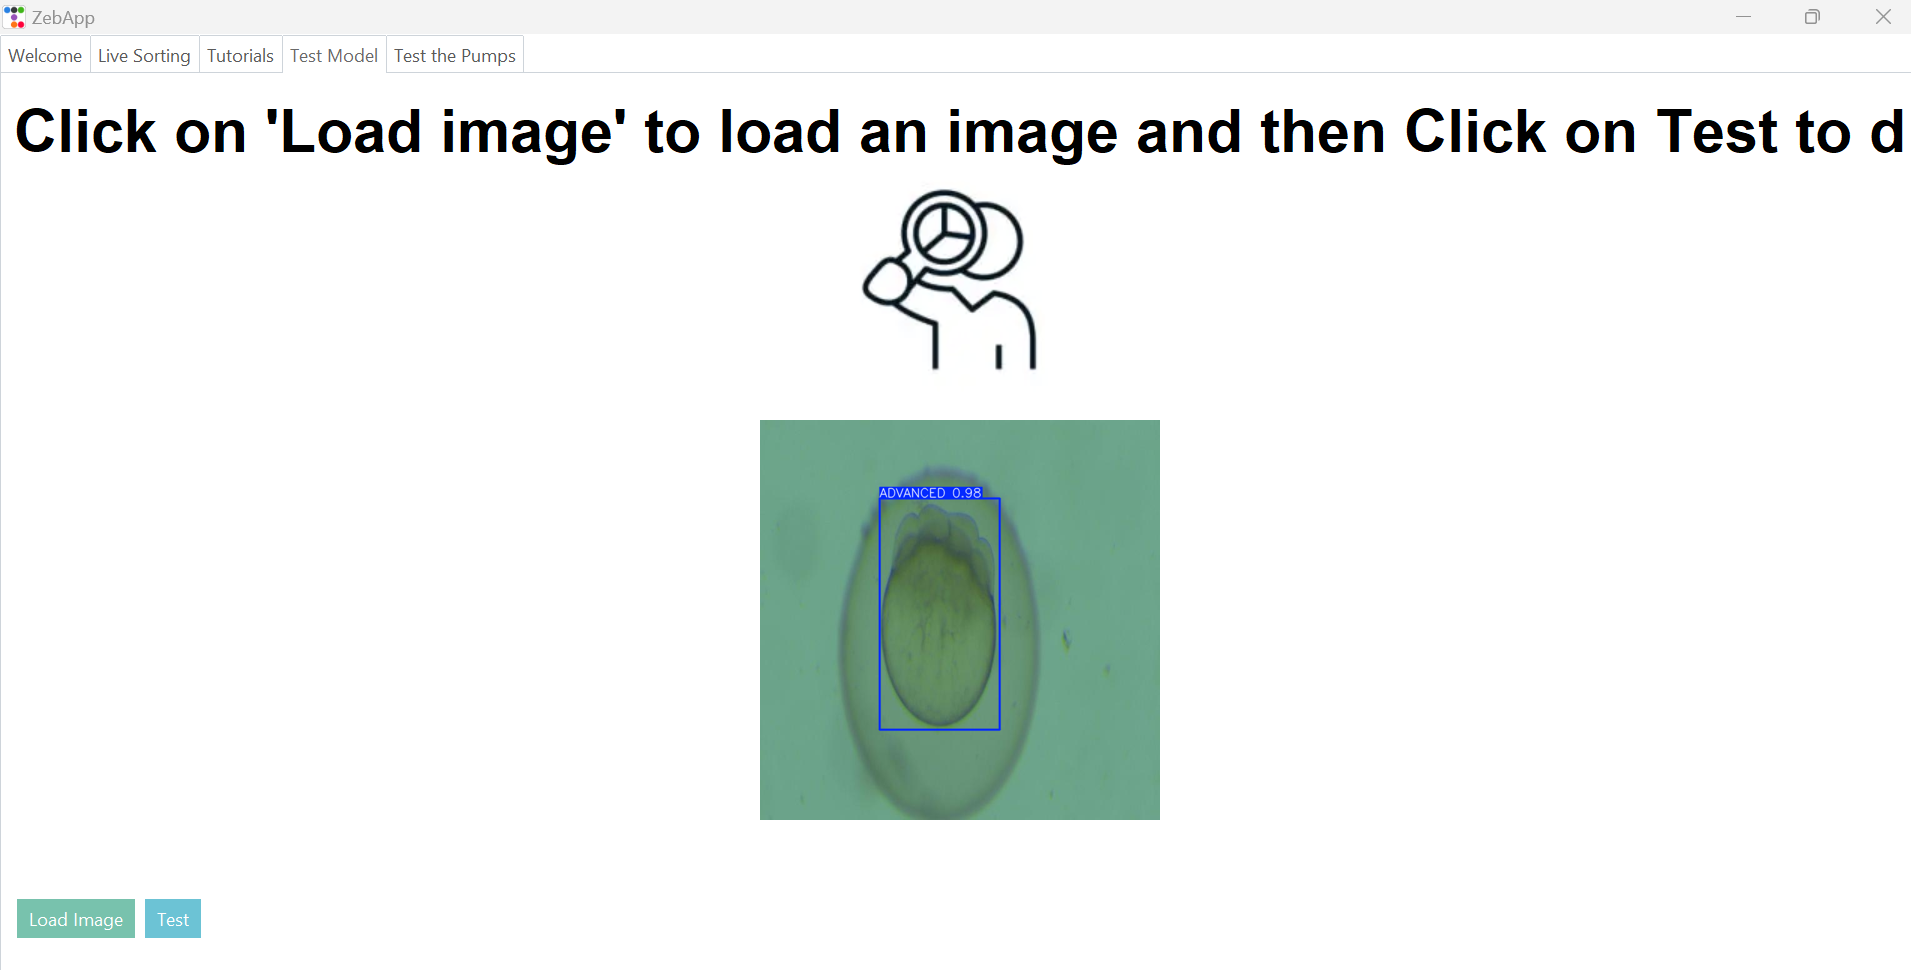 ZebApp
Welcome Live Sorting Tutorials Test Model Test the Pumps
Click on 'Load image' to load an image and then Click on Test to d
ADVANCED 0.98
Load Image Test